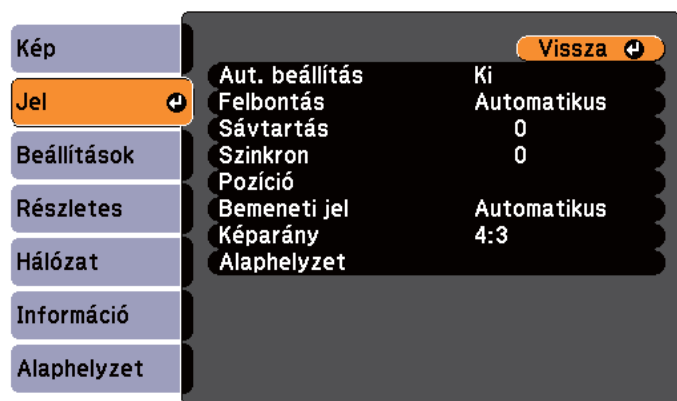 Kép
Jel
Beállítások
Részletes
Hálózat
Információ
Alaphelyzet
Vissza
Aut. beállítás Ki
Felbontás Automatikus
Sávtartás 0
Szinkron 0
Pozíció
Bemeneti jel Automatikus
Képarány 4:3
Alaphelyzet